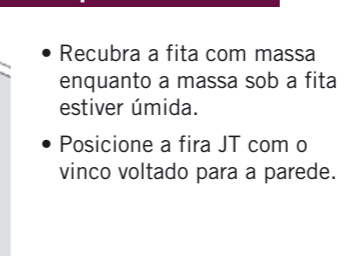 • Recubra a fita com massa
enquanto a massa sob a fita
estiver úmida.
• Posicione a fira JT com o
vinco voltado para a parede.